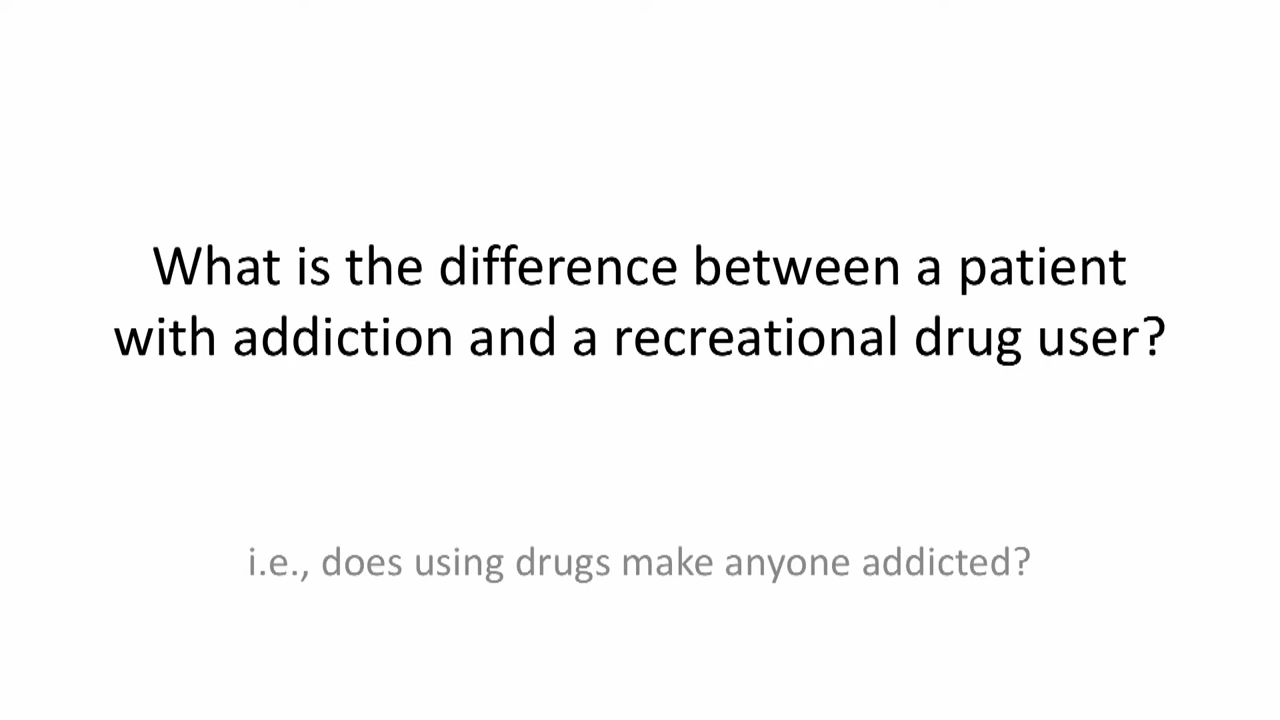 What is the difference between a patient
with addiction and a recreational drug user?
i.e., does using drugs make anyone addicted?